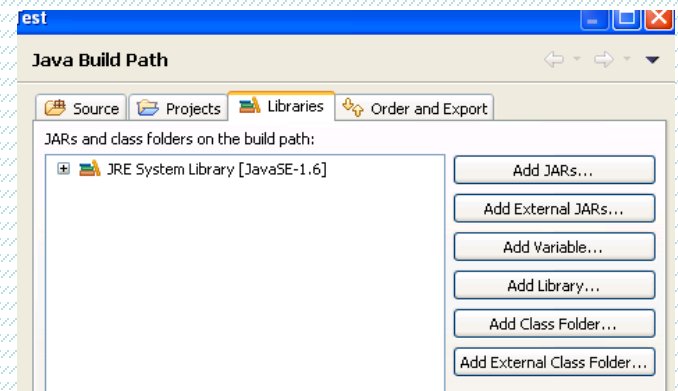 est
Java Build Path
Source Projects Libraries Order and Export
JARs and class folders on the build path:
JRE System Library [JavaSE-1.6]
Add JARs...
Add External JARs...
Add Variable...
Add Library...
Add Class Folder...
Add External Class Folder...